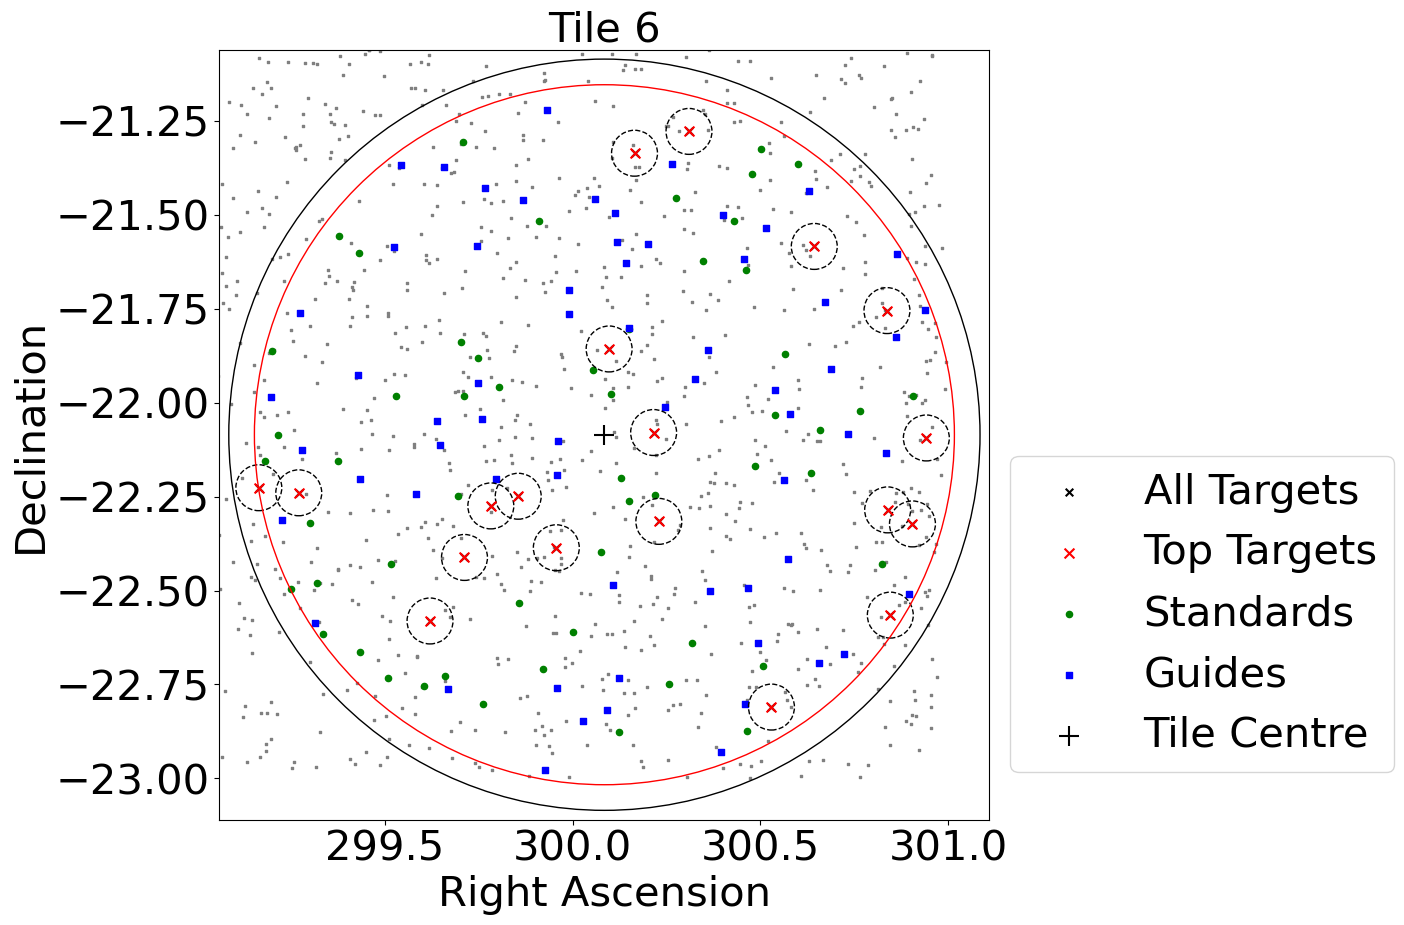 Tile 6
Declination
−21.25
−21.50
−21.75
−22.00
−22.25
−22.50
−22.75
−23.00
299.5 300.0 300.5 301.0
Right Ascension
All Targets
Top Targets
Standards
Guides
Tile Centre